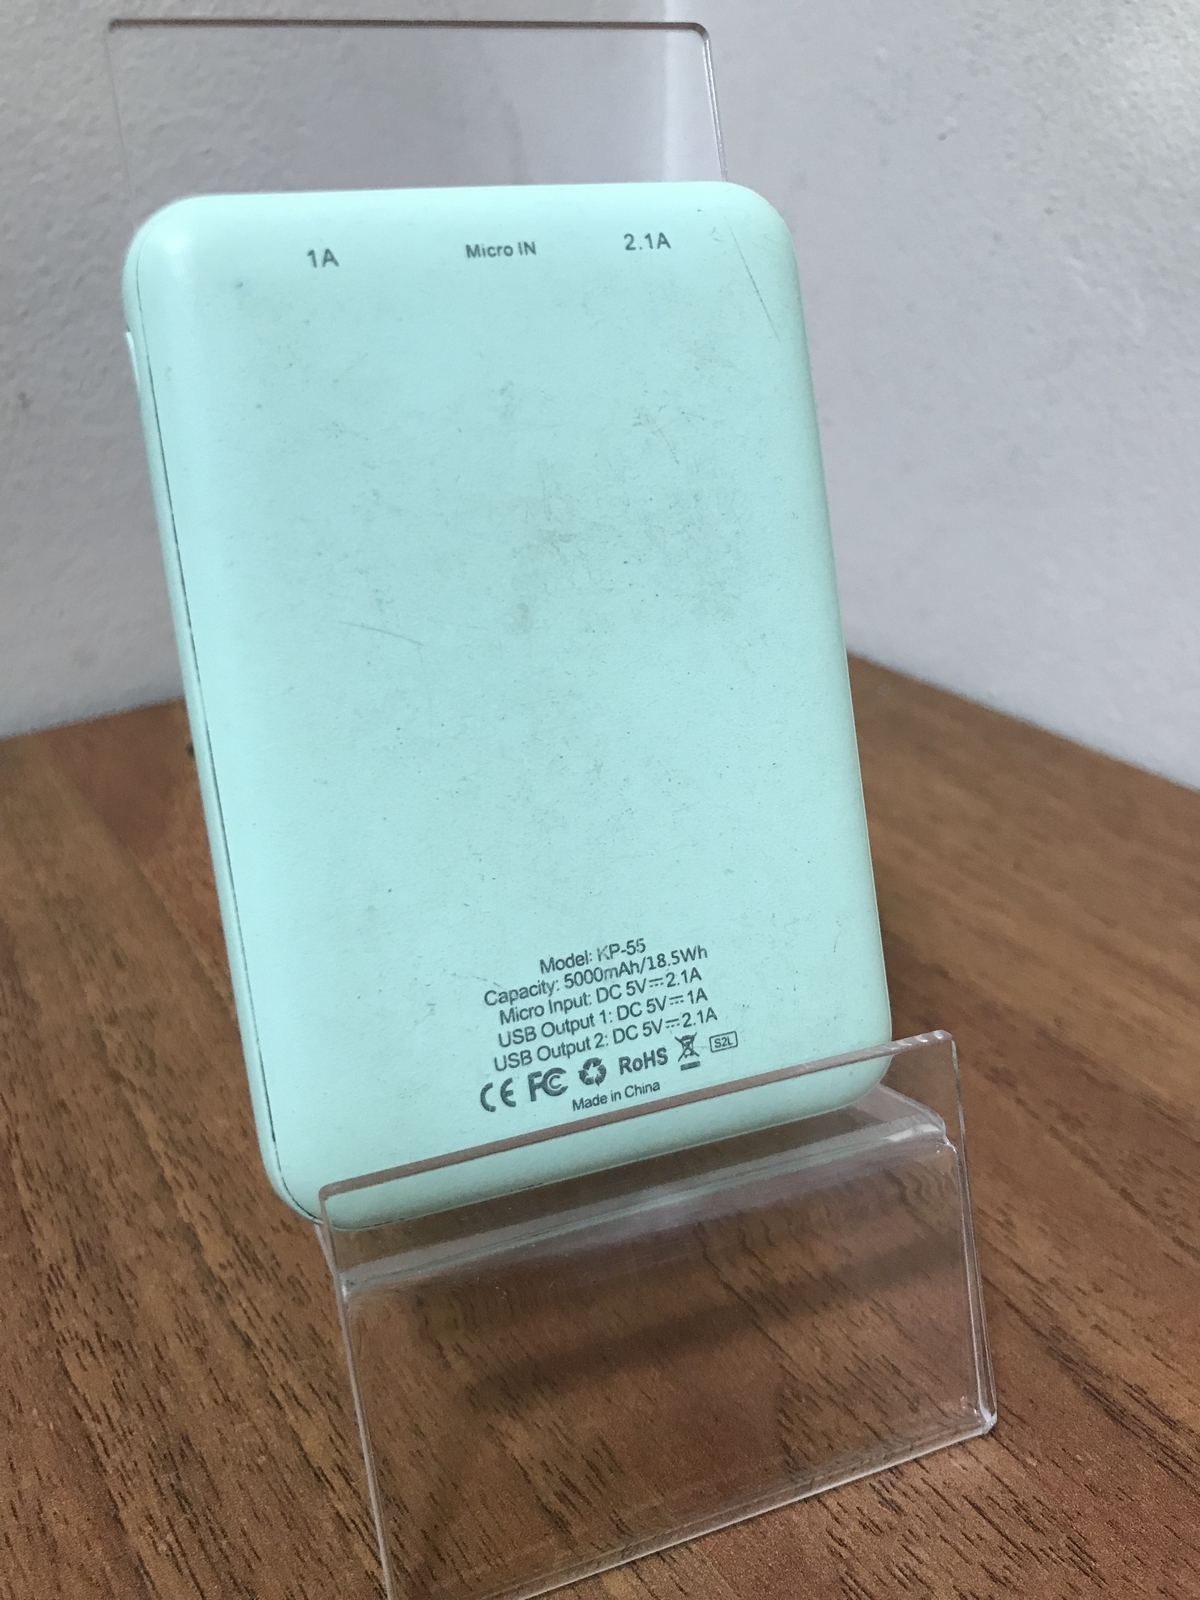 1A Micro IN 2.1A
Model: KP-55
Capacity: 5000mAh/18.5Wh
Micro Input: DC 5V⎓2.1A
USB Output 1: DC 5V⎓1A
USB Output 2: DC 5V⎓2.1A
CE FC RoHS S2L
Made in China